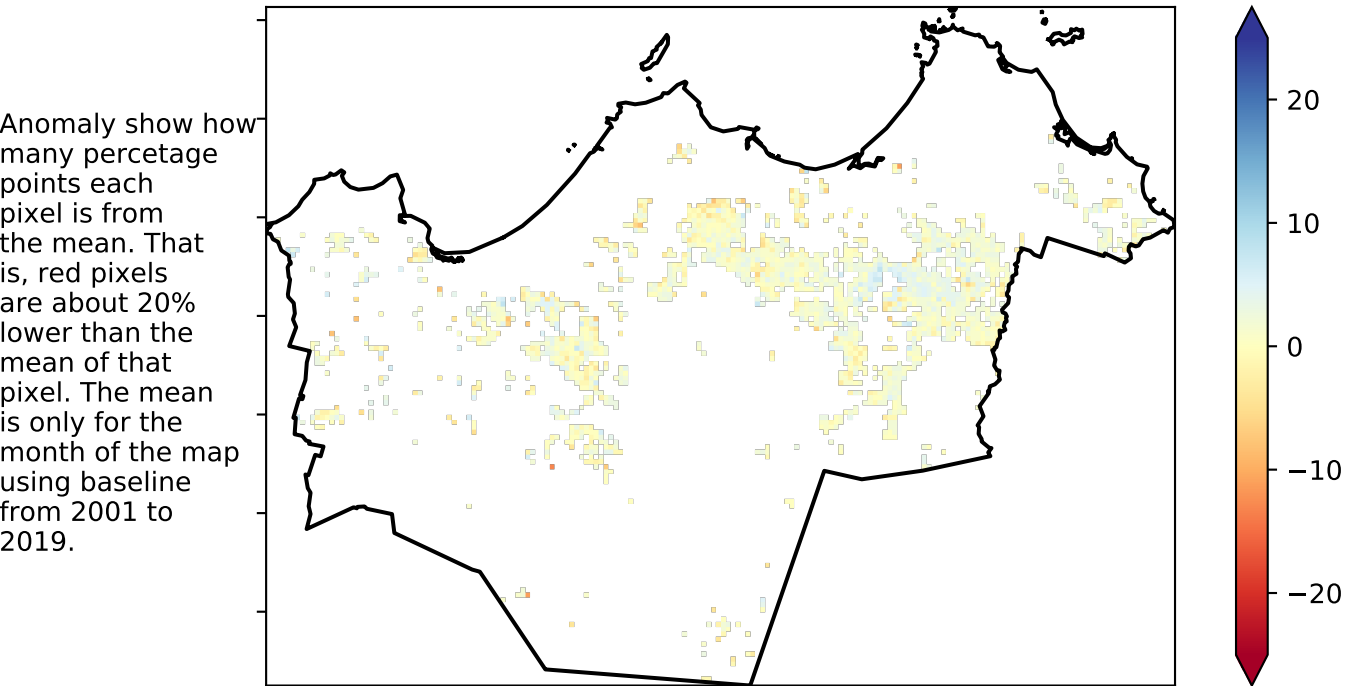 Anomaly show how
many percetage
points each
pixel is from
the mean. That
is, red pixels
are about 20%
lower than the
mean of that
pixel. The mean
is only for the
month of the map
using baseline
from 2001 to
2019.
20
10
0
−10
−20